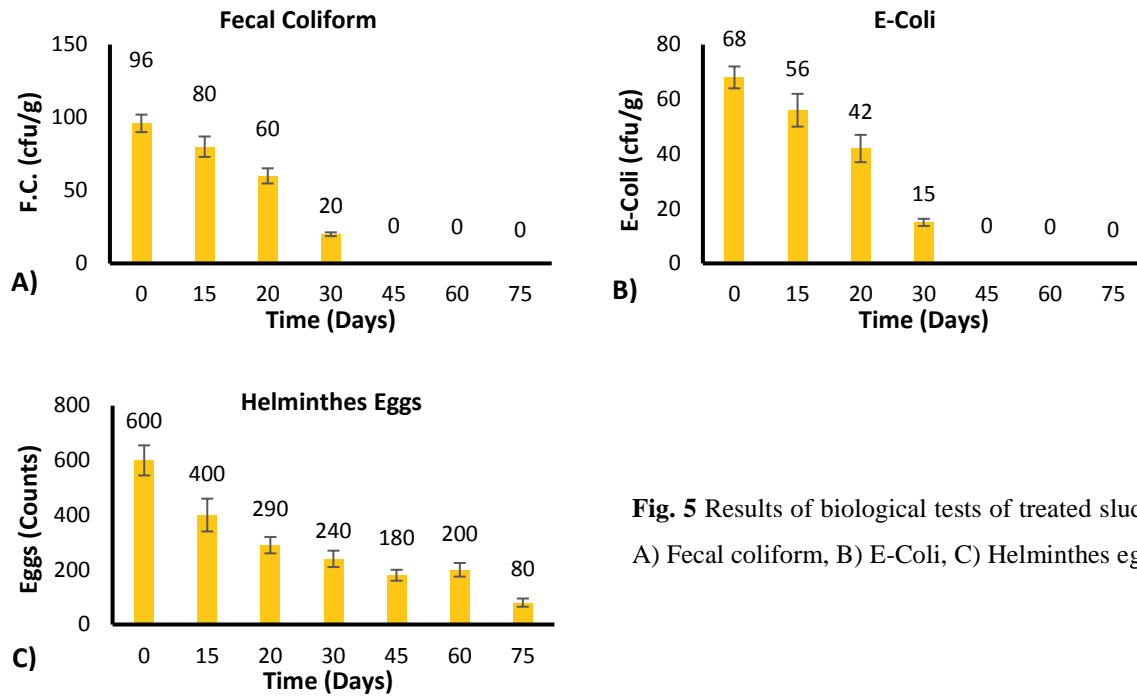 Fecal Coliform
F.C. (cfu/g)
150
100
50
0
96
80
60
20
0
0
0
0 15 20 30 45 60 75
Time (Days)
A)
E-Coli
E-Coli (cfu/g)
80
60
40
20
0
68
56
42
15
0
0
0
0 15 20 30 45 60 75
Time (Days)
B)
Helminthes Eggs
Eggs (Counts)
800
600
400
200
0
600
400
290
240
180
200
80
0 15 20 30 45 60 75
Time (Days)
C)
Fig. 5 Results of biological tests of treated
A) Fecal coliform, B) E-Coli, C) Helminthes